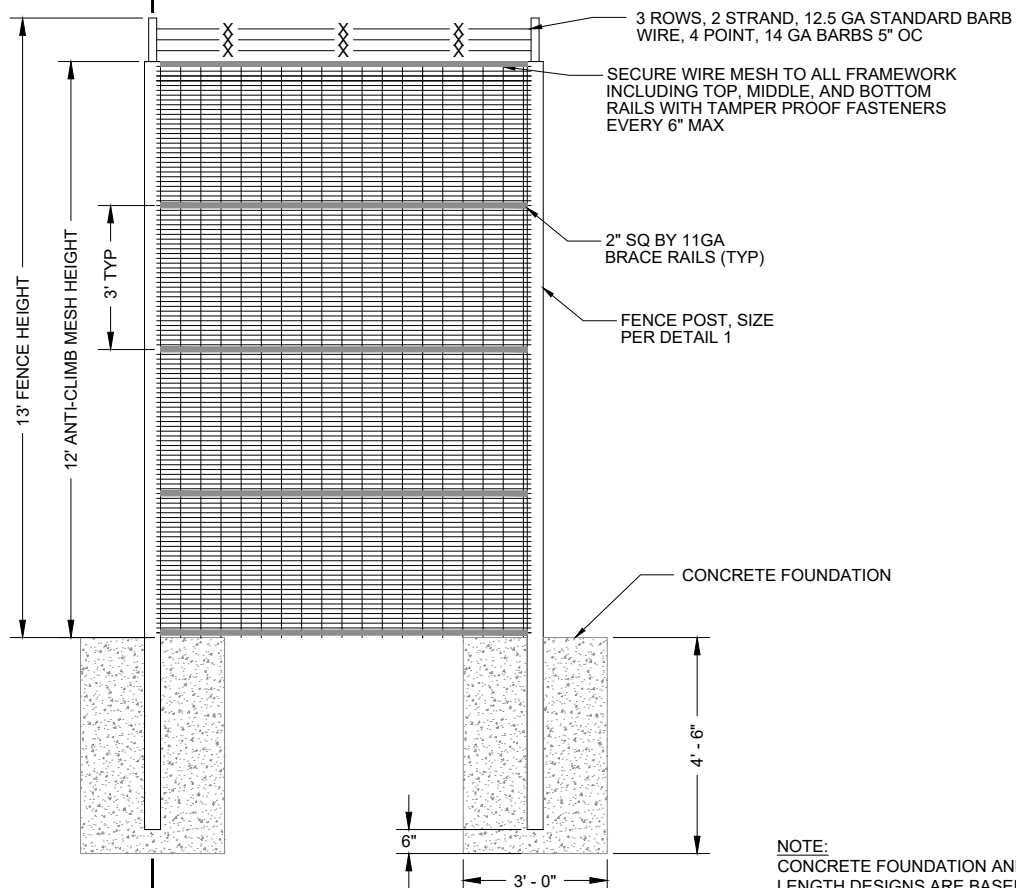 3 ROWS, 2 STRAND, 12.5 GA STANDARD BARB
WIRE, 4 POINT, 14 GA BARBS 5" OC
X X X
X X X
X X X
SECURE WIRE MESH TO ALL FRAMEWORK
INCLUDING TOP, MIDDLE, AND BOTTOM
RAILS WITH TAMPER PROOF FASTENERS
EVERY 6" MAX
13' FENCE HEIGHT
12' ANTI-CLIMB MESH HEIGHT
3' TYP
2" SQ BY 11GA
BRACE RAILS (TYP)
FENCE POST, SIZE
PER DETAIL 1
CONCRETE FOUNDATION
4' - 6"
6"
3' - 0"
NOTE:
CONCRETE FOUNDATION
LENGTH DESIGNS ARE